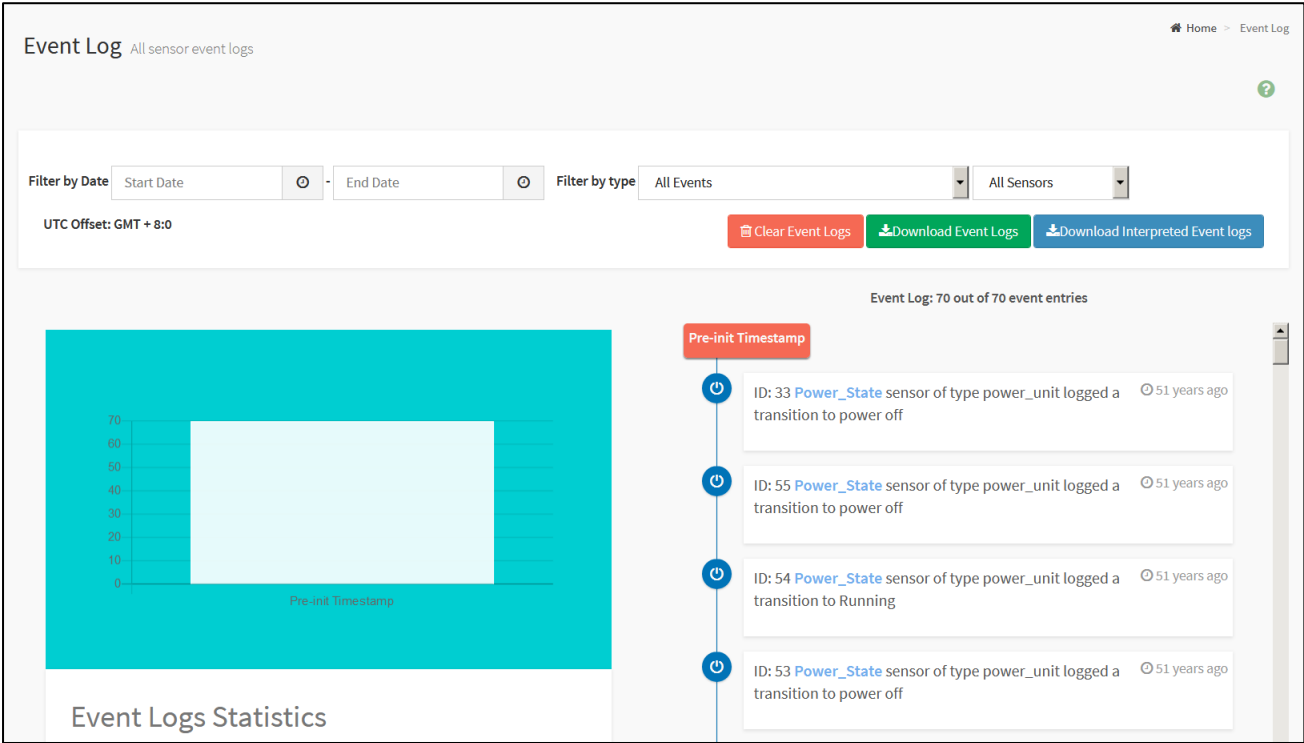 Home > Event Log
Event Log All sensor event logs
Filter by Date Start Date - End Date Filter by type All Events All Sensors
UTC Offset: GMT + 8:0
Clear Event Logs Download Event Logs Download Interpreted Event logs
Event Log: 70 out of 70 event entries
70
60
50
40
30
20
10
0
Pre-init Timestamp
Event Logs Statistics
Pre-init Timestamp
ID: 33 Power_State sensor of type power_unit logged a 51 years ago
transition to power off
ID: 55 Power_State sensor of type power_unit logged a 51 years ago
transition to power off
ID: 54 Power_State sensor of type power_unit logged a 51 years ago
transition to Running
ID: 53 Power_State sensor of type power_unit logged a 51 years ago
transition to power off